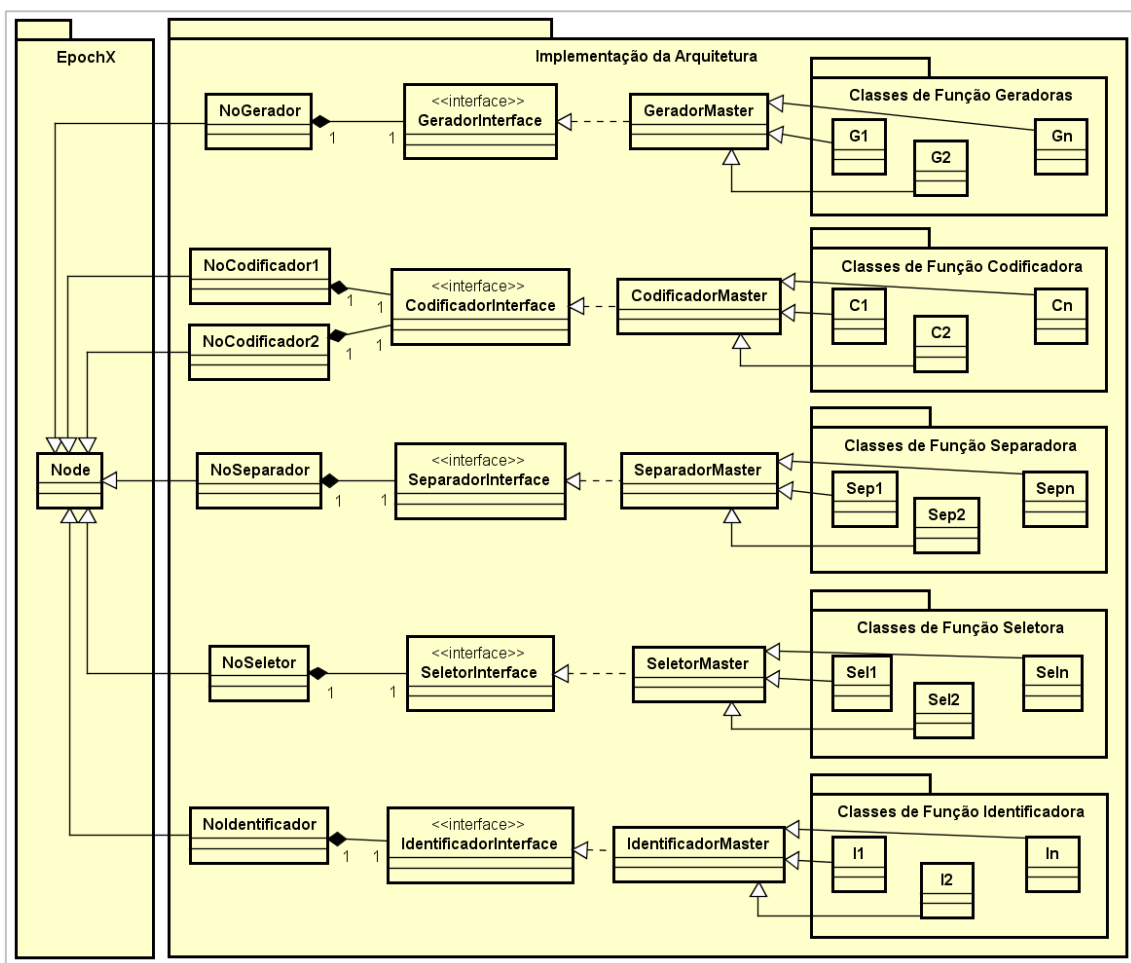 EpochX
Implementação da Arquitetura
NoGerador
1
1
<<interface>>
GeradorInterface
GeradorMaster
Classes de Função Geradoras
G1
G2
Gn
NoCodificador1
1
NoCodificador2
1
1
1
<<interface>>
CodificadorInterface
CodificadorMaster
Classes de Função Codificadora
C1
C2
Cn
Node
NoSeparador
1
1
<<interface>>
SeparadorInterface
SeparadorMaster
Classes de Função Separadora
Sep1
Sep2
Sepn
NoSeletor
1
1
<<interface>>
SeletorInterface
SeletorMaster
Classes de Função Seletora
Sel1
Sel2
Seln
NoIdentificador
1
1
<<interface>>
IdentificadorInterface
IdentificadorMaster
Classes de Função Identificadora
I1
I2
In